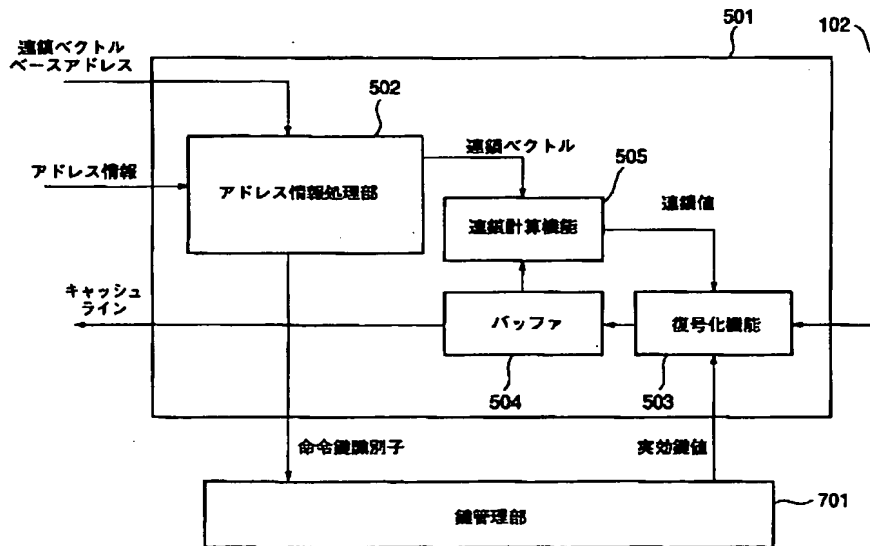 501
102
連鎖ベクトル
ベースアドレス
502
連鎖ベクトル
505
アドレス情報
アドレス情報処理部
連鎖値
連鎖計算機能
キャッシュ
ライン
バッファ
復号化機能
504
503
命令鍵識別子
実効鍵値
鍵管理部
701